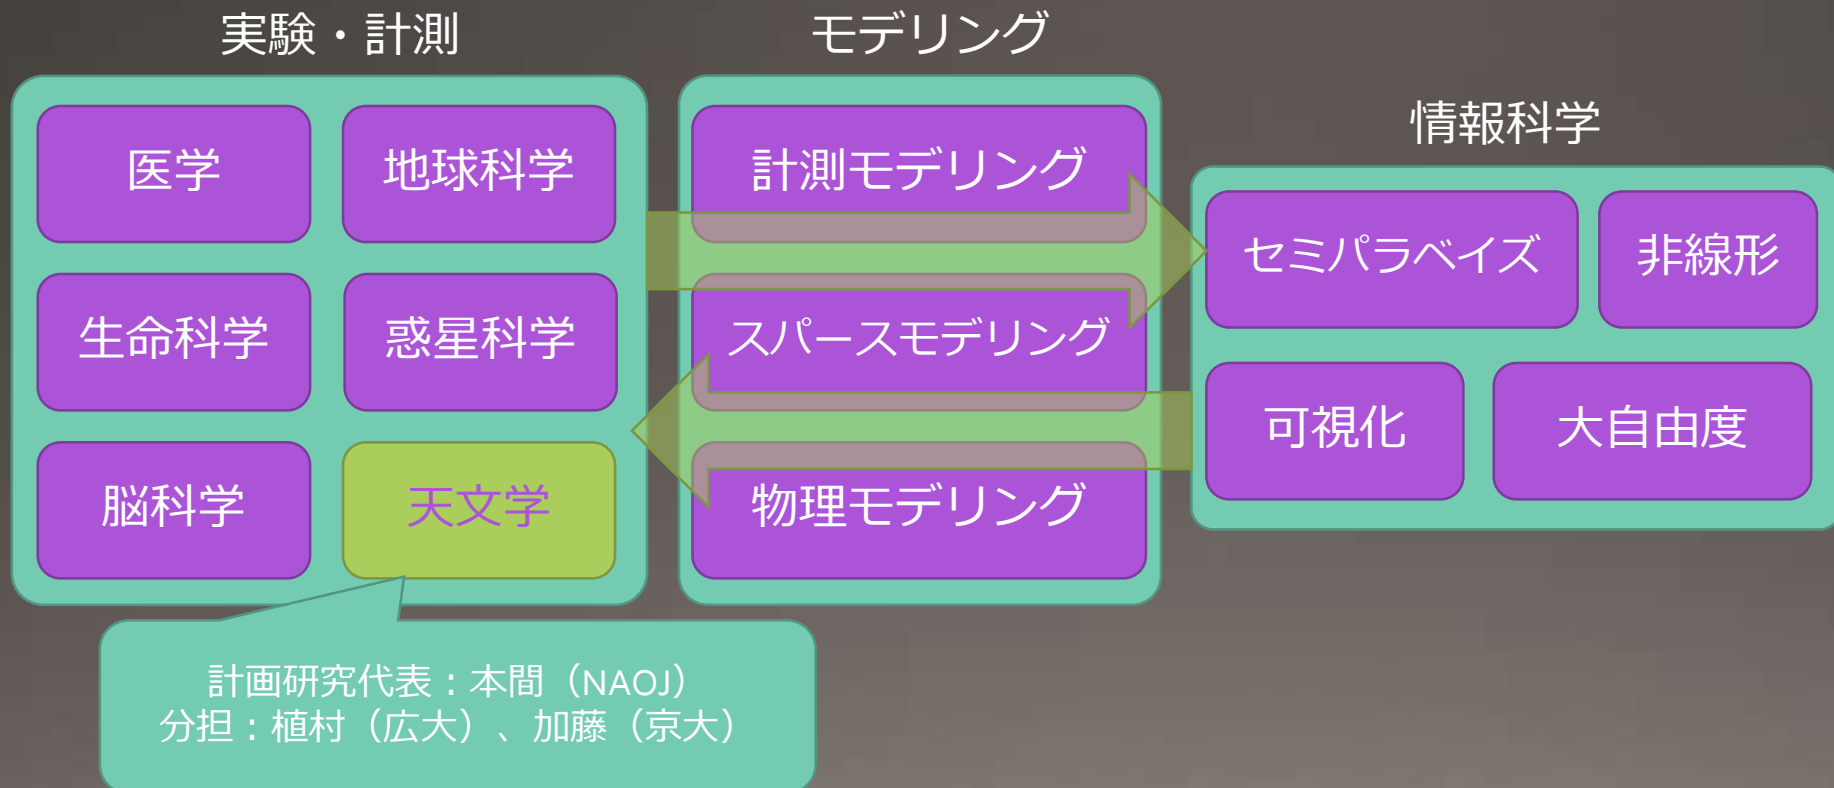 実験・計測
モデリング
情報科学
医学
地球科学
生命科学
惑星科学
脳科学
天文学
計測モデリング
スパースモデリング
物理モデリング
セミパラベイズ
非線形
可視化
大自由度
計画研究代表：本間（NAOJ）
分担：植村（広大）、加藤（京大）